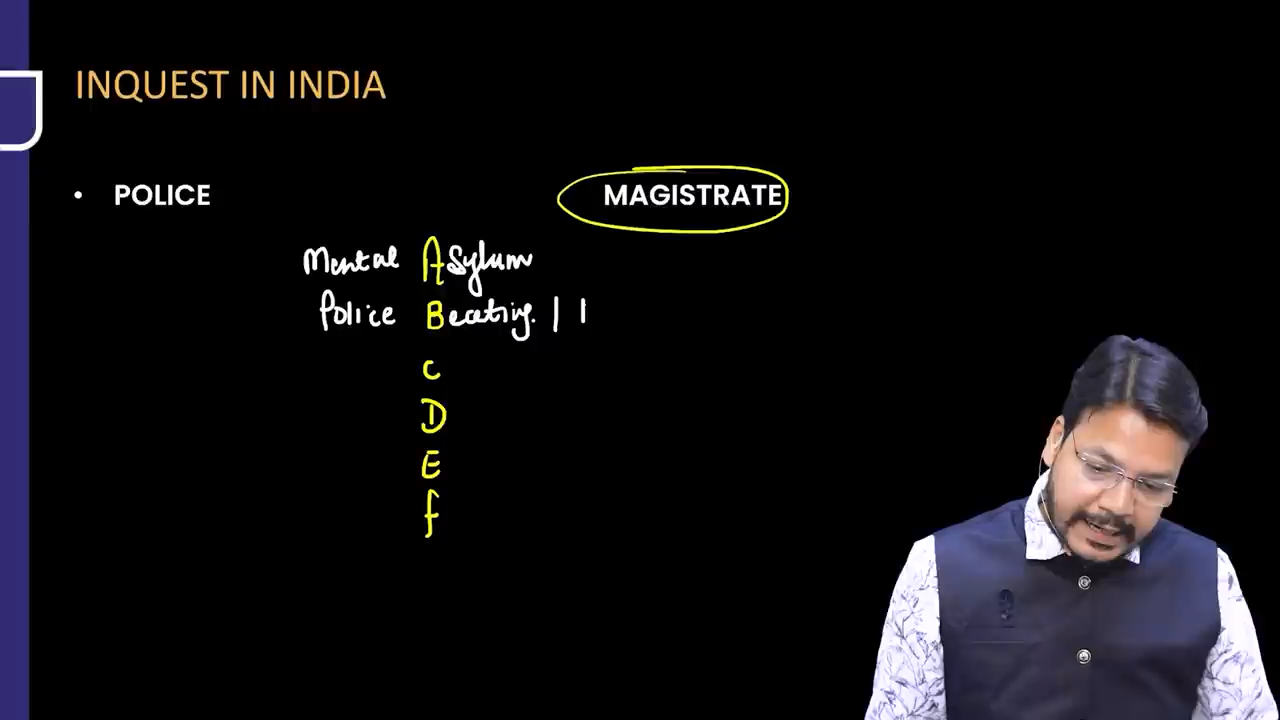 INQUEST IN INDIA
• POLICE MAGISTRATE
Mental Asylum
Police Beating. | |
C
D
E
f